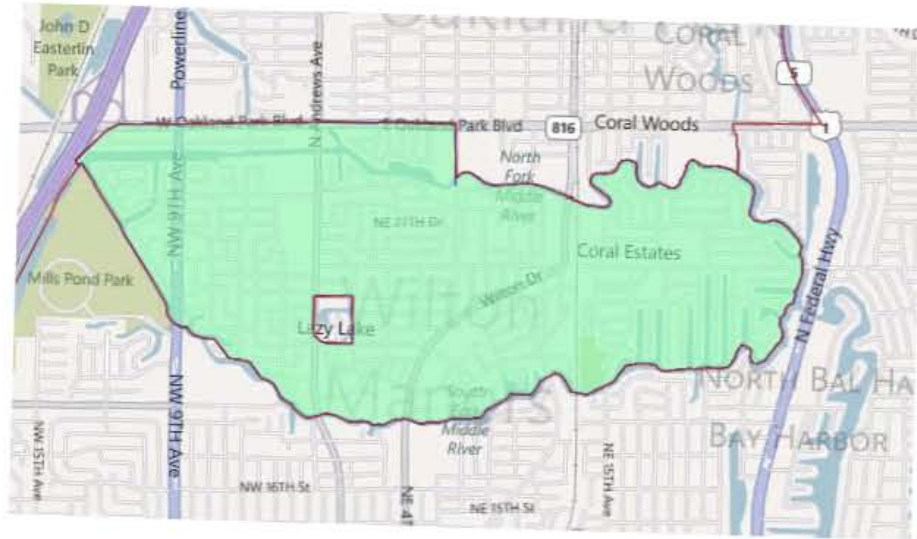 Oakland
John D
Easterlin
Park
Powerline
N Andrews Ave
CORAL
WOODS
5
W Oakland Park Blvd
E Oakland Park Blvd
816
Coral Woods
1
North
Fork
Middle
River
NW 9TH Ave
NE 27TH Dr
Coral Estates
Mills Pond Park
Wilton Dr
N Federal Hwy
Wilton
Lazy Lake
Manors
South
Middle
River
NORTH BAL HA
BAY HARBOR
NW 9TH Ave
NW 15TH Ave
NW 16TH St
NE 4T
NE 15TH St
NE 15TH Ave